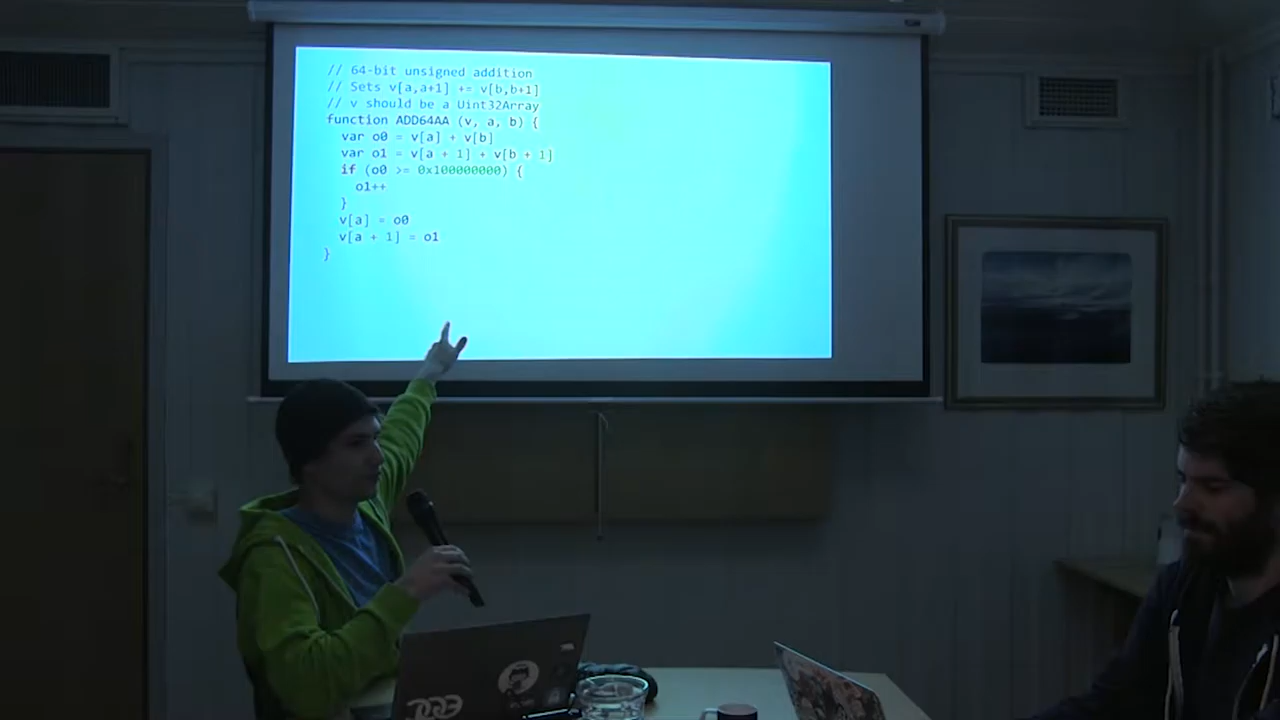 // 64-bit unsigned addition
// Sets v[a,a+1] += v[b,b+1]
// v should be a Uint32Array
function ADD64AA (v, a, b) {
var o0 = v[a] + v[b]
var o1 = v[a + 1] + v[b + 1]
if (o0 >= 0x100000000) {
o1++
}
v[a] = o0
v[a + 1] = o1
}